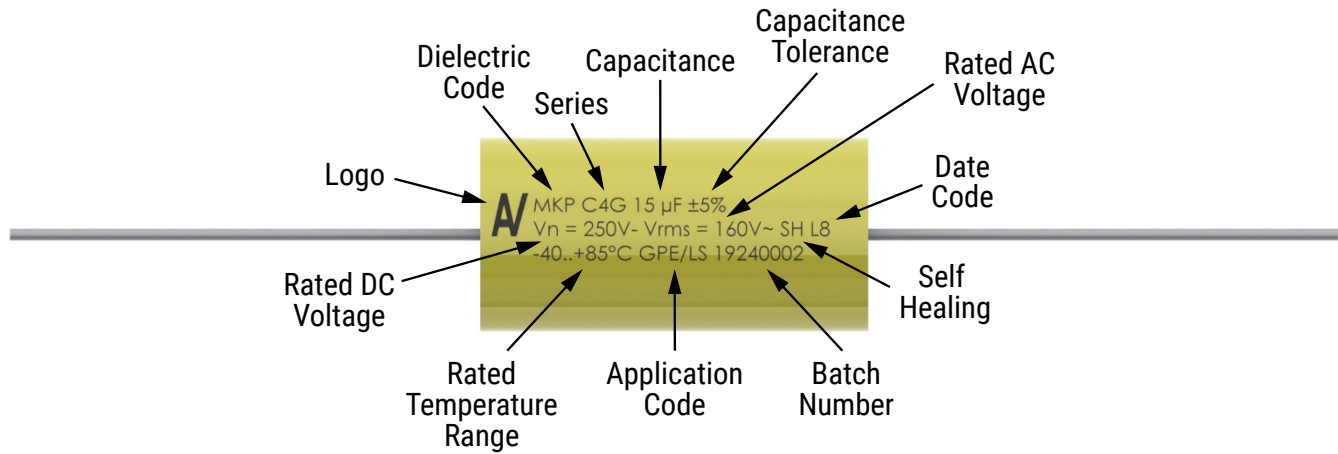 Dielectric
Code
Series
Capacitance
Capacitance
Tolerance
Rated AC
Voltage
Logo
Date
Code
MKP C4G 15 µF ±5%
Vn = 250V- Vrms = 160V~ SH L8
-40..+85°C GPE/LS 19240002
Rated DC
Voltage
Self
Healing
Rated
Temperature
Range
Application
Code
Batch
Number